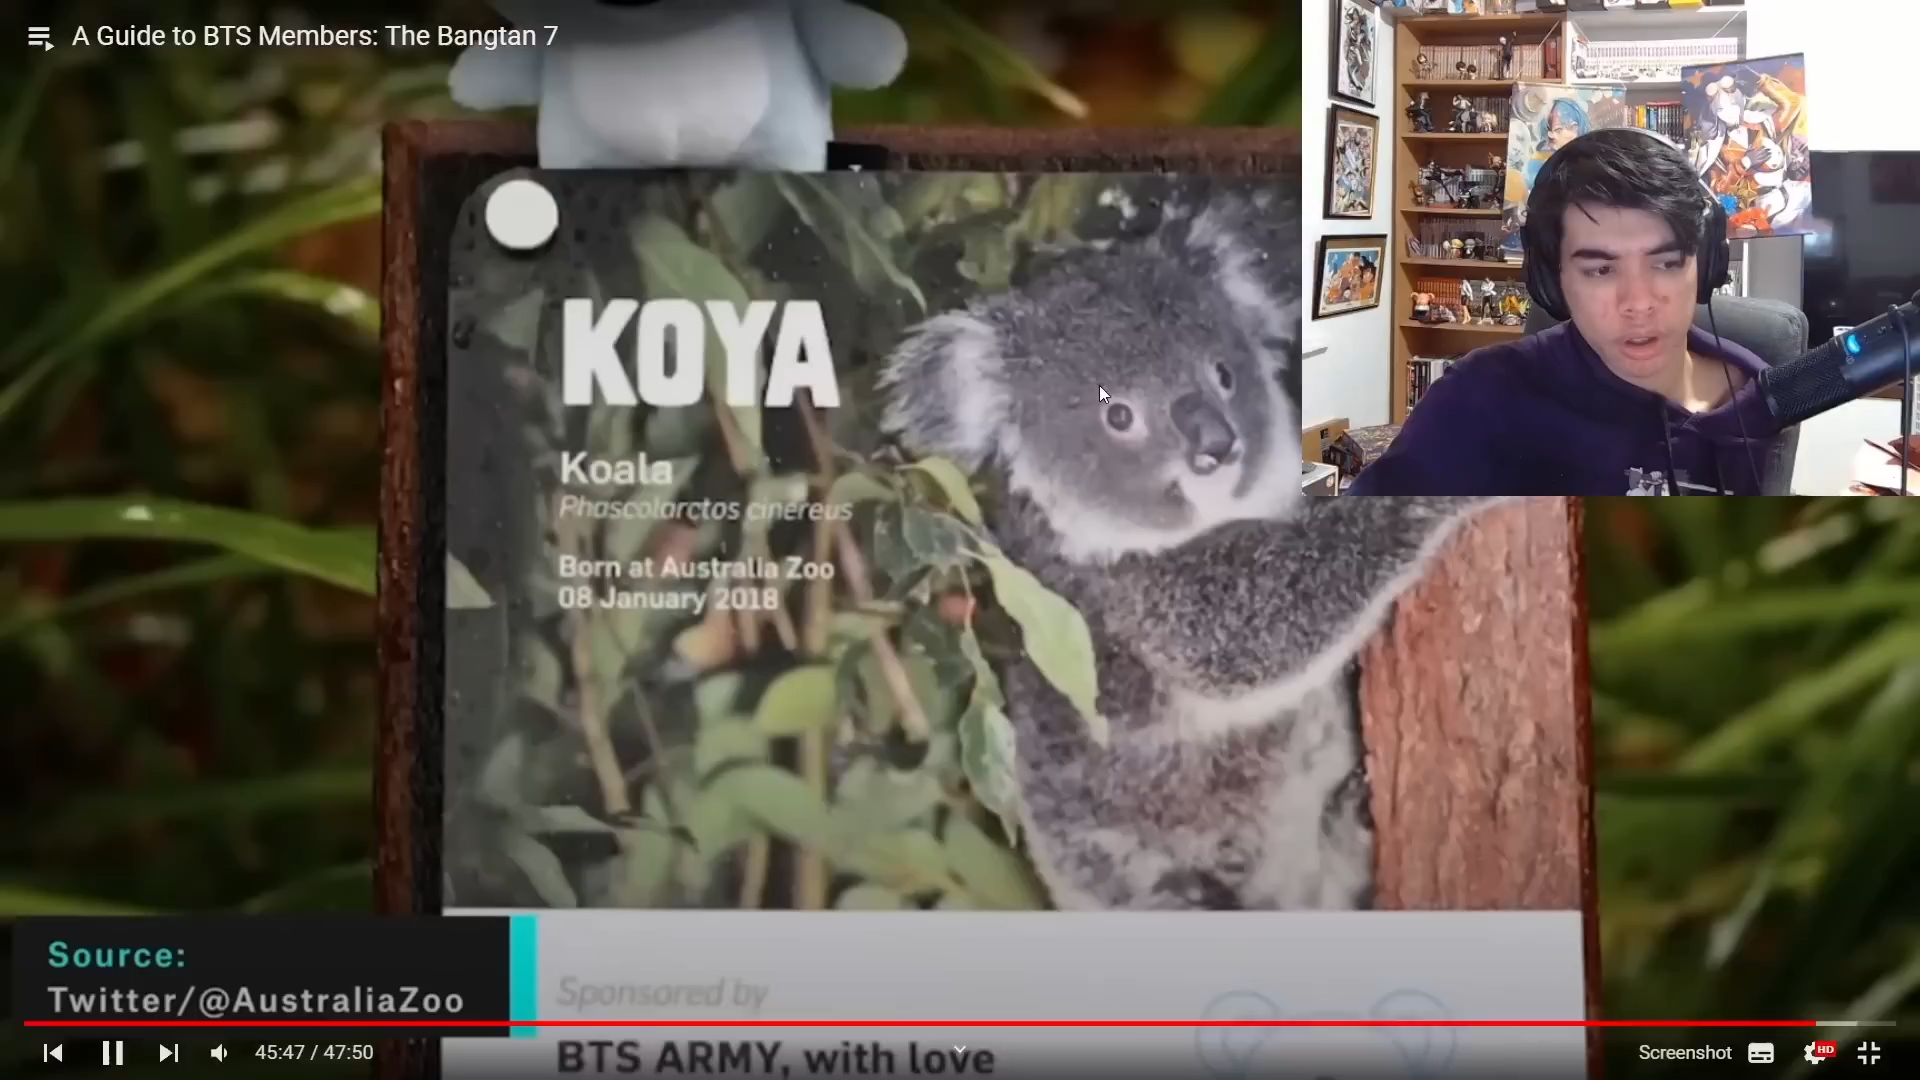 A Guide to BTS Members: The Bangtan 7
KOYA
Koala
Phascolarctos cinereus
Born at Australia Zoo
08 January 2018
Source:
Twitter/@AustraliaZoo
Sponsored by
BTS ARMY, with love
45:47 / 47:50
Screenshot
HD